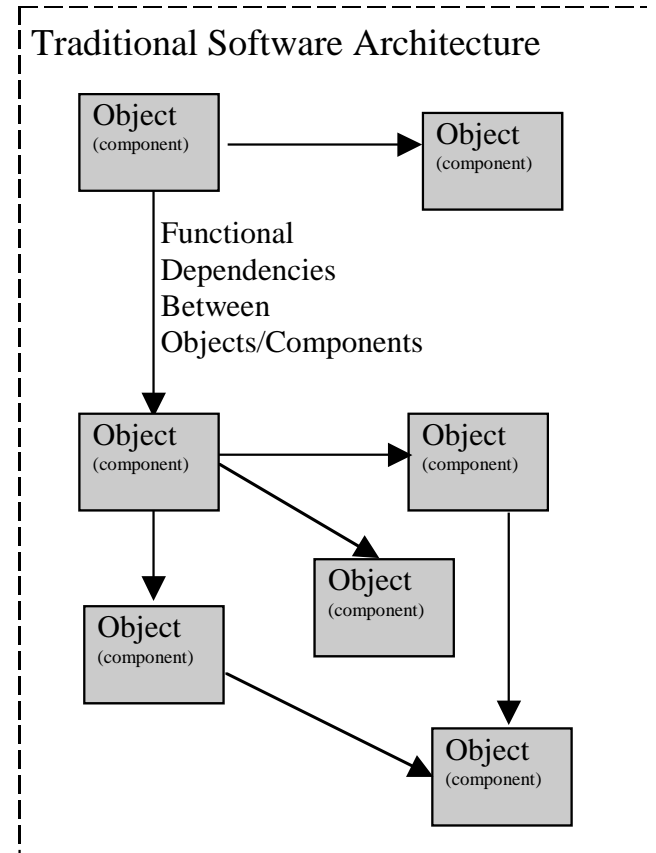 Traditional Software Architecture
Object
(component)
Object
(component)
Functional
Dependencies
Between
Objects/Components
Object
(component)
Object
(component)
Object
(component)
Object
(component)
Object
(component)